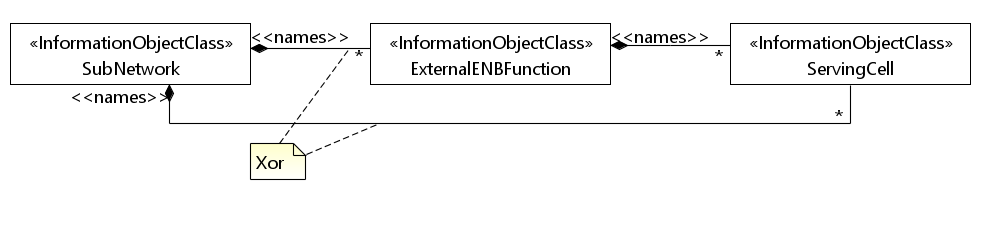 «InformationObjectClass»
SubNetwork
<<names>>
*
«InformationObjectClass»
ExternalENBFunction
<<names>>
*
«InformationObjectClass»
ServingCell
<<names>>
*
Xor